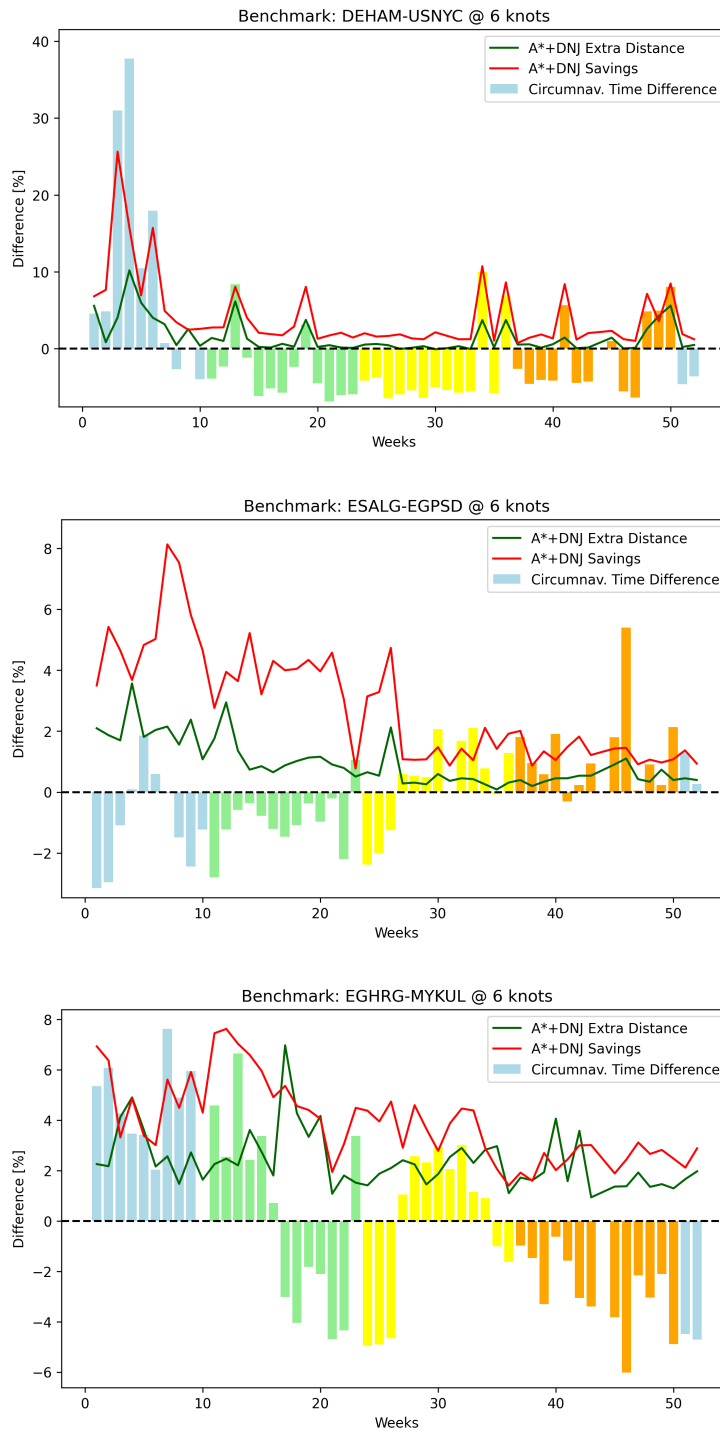 Benchmark: DEHAM-USNYC @ 6 knots
40
30
20
10
0
Difference [%]
A*+DNJ Extra Distance
A*+DNJ Savings
Circumnav. Time Difference
0 10 20 30 40 50
Weeks
Benchmark: ESALG-EGPSD @ 6 knots
8
6
4
2
0
−2
Difference [%]
A*+DNJ Extra Distance
A*+DNJ Savings
Circumnav. Time Difference
0 10 20 30 40 50
Weeks
Benchmark: EGHRG-MYKUL @ 6 knots
8
6
4
2
0
−2
−4
−6
Difference [%]
A*+DNJ Extra Distance
A*+DNJ Savings
Circumnav. Time Difference
0 10 20 30 40 50
Weeks